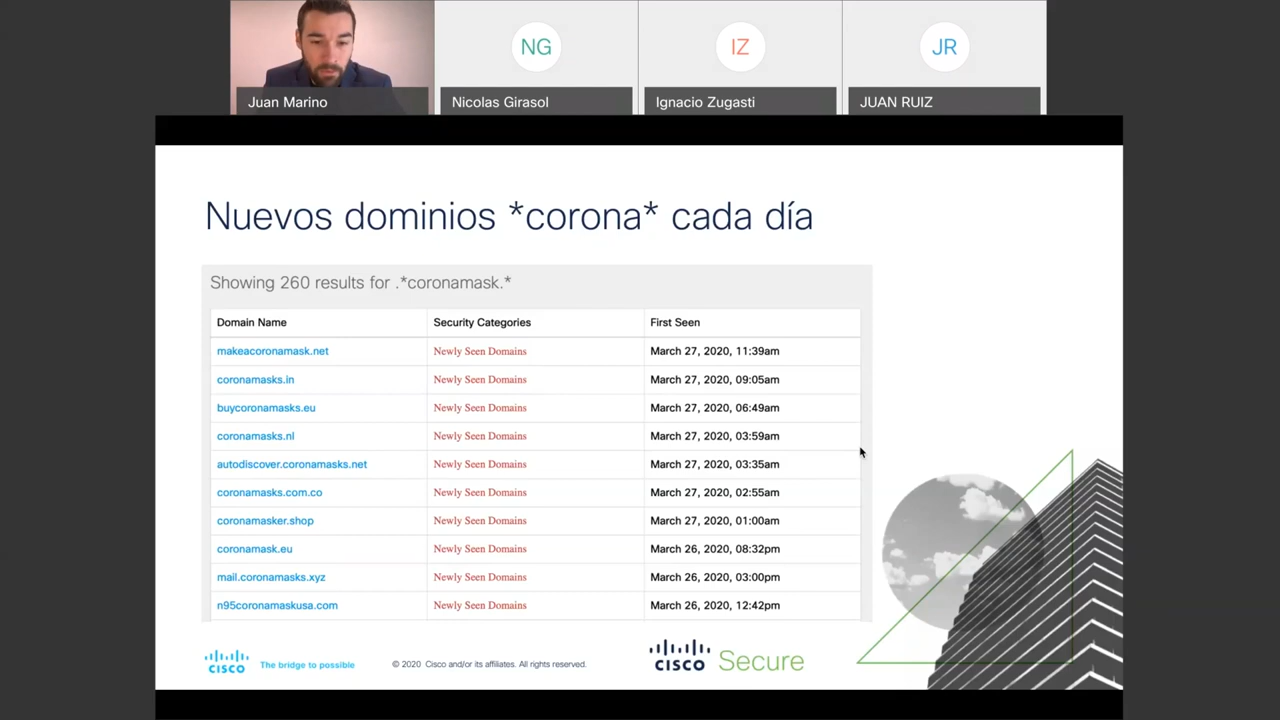 NG
IZ
JR
Juan Marino
Nicolas Girasol
Ignacio Zugasti
JUAN RUIZ
Nuevos dominios *corona* cada día
Showing 260 results for .*coronamask.*
Domain Name Security Categories First Seen
makeacoronamask.net Newly Seen Domains March 27, 2020, 11:39am
coronamasks.in Newly Seen Domains March 27, 2020, 09:05am
buycoronamasks.eu Newly Seen Domains March 27, 2020, 06:49am
coronamasks.nl Newly Seen Domains March 27, 2020, 03:59am
autodiscover.coronamasks.net Newly Seen Domains March 27, 2020, 03:35am
coronamasks.com.co Newly Seen Domains March 27, 2020, 02:55am
coronamasker.shop Newly Seen Domains March 27, 2020, 01:00am
coronamask.eu Newly Seen Domains March 26, 2020, 08:32pm
mail.coronamasks.xyz Newly Seen Domains March 26, 2020, 03:00pm
n95coronamaskusa.com Newly Seen Domains March 26, 2020, 12:42pm
CISCO The bridge to possible © 2020 Cisco and/or its affiliates. All rights reserved. CISCO Secure